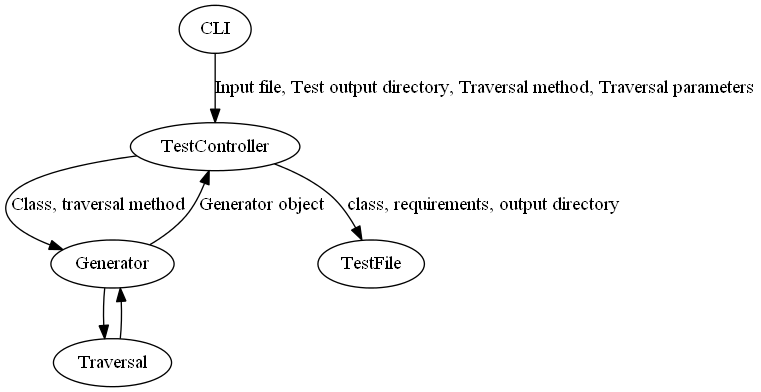 CLI
Input file, Test output directory, Traversal method, Traversal parameters
TestController
Class, traversal method
Generator object
class, requirements, output directory
Generator
TestFile
Traversal